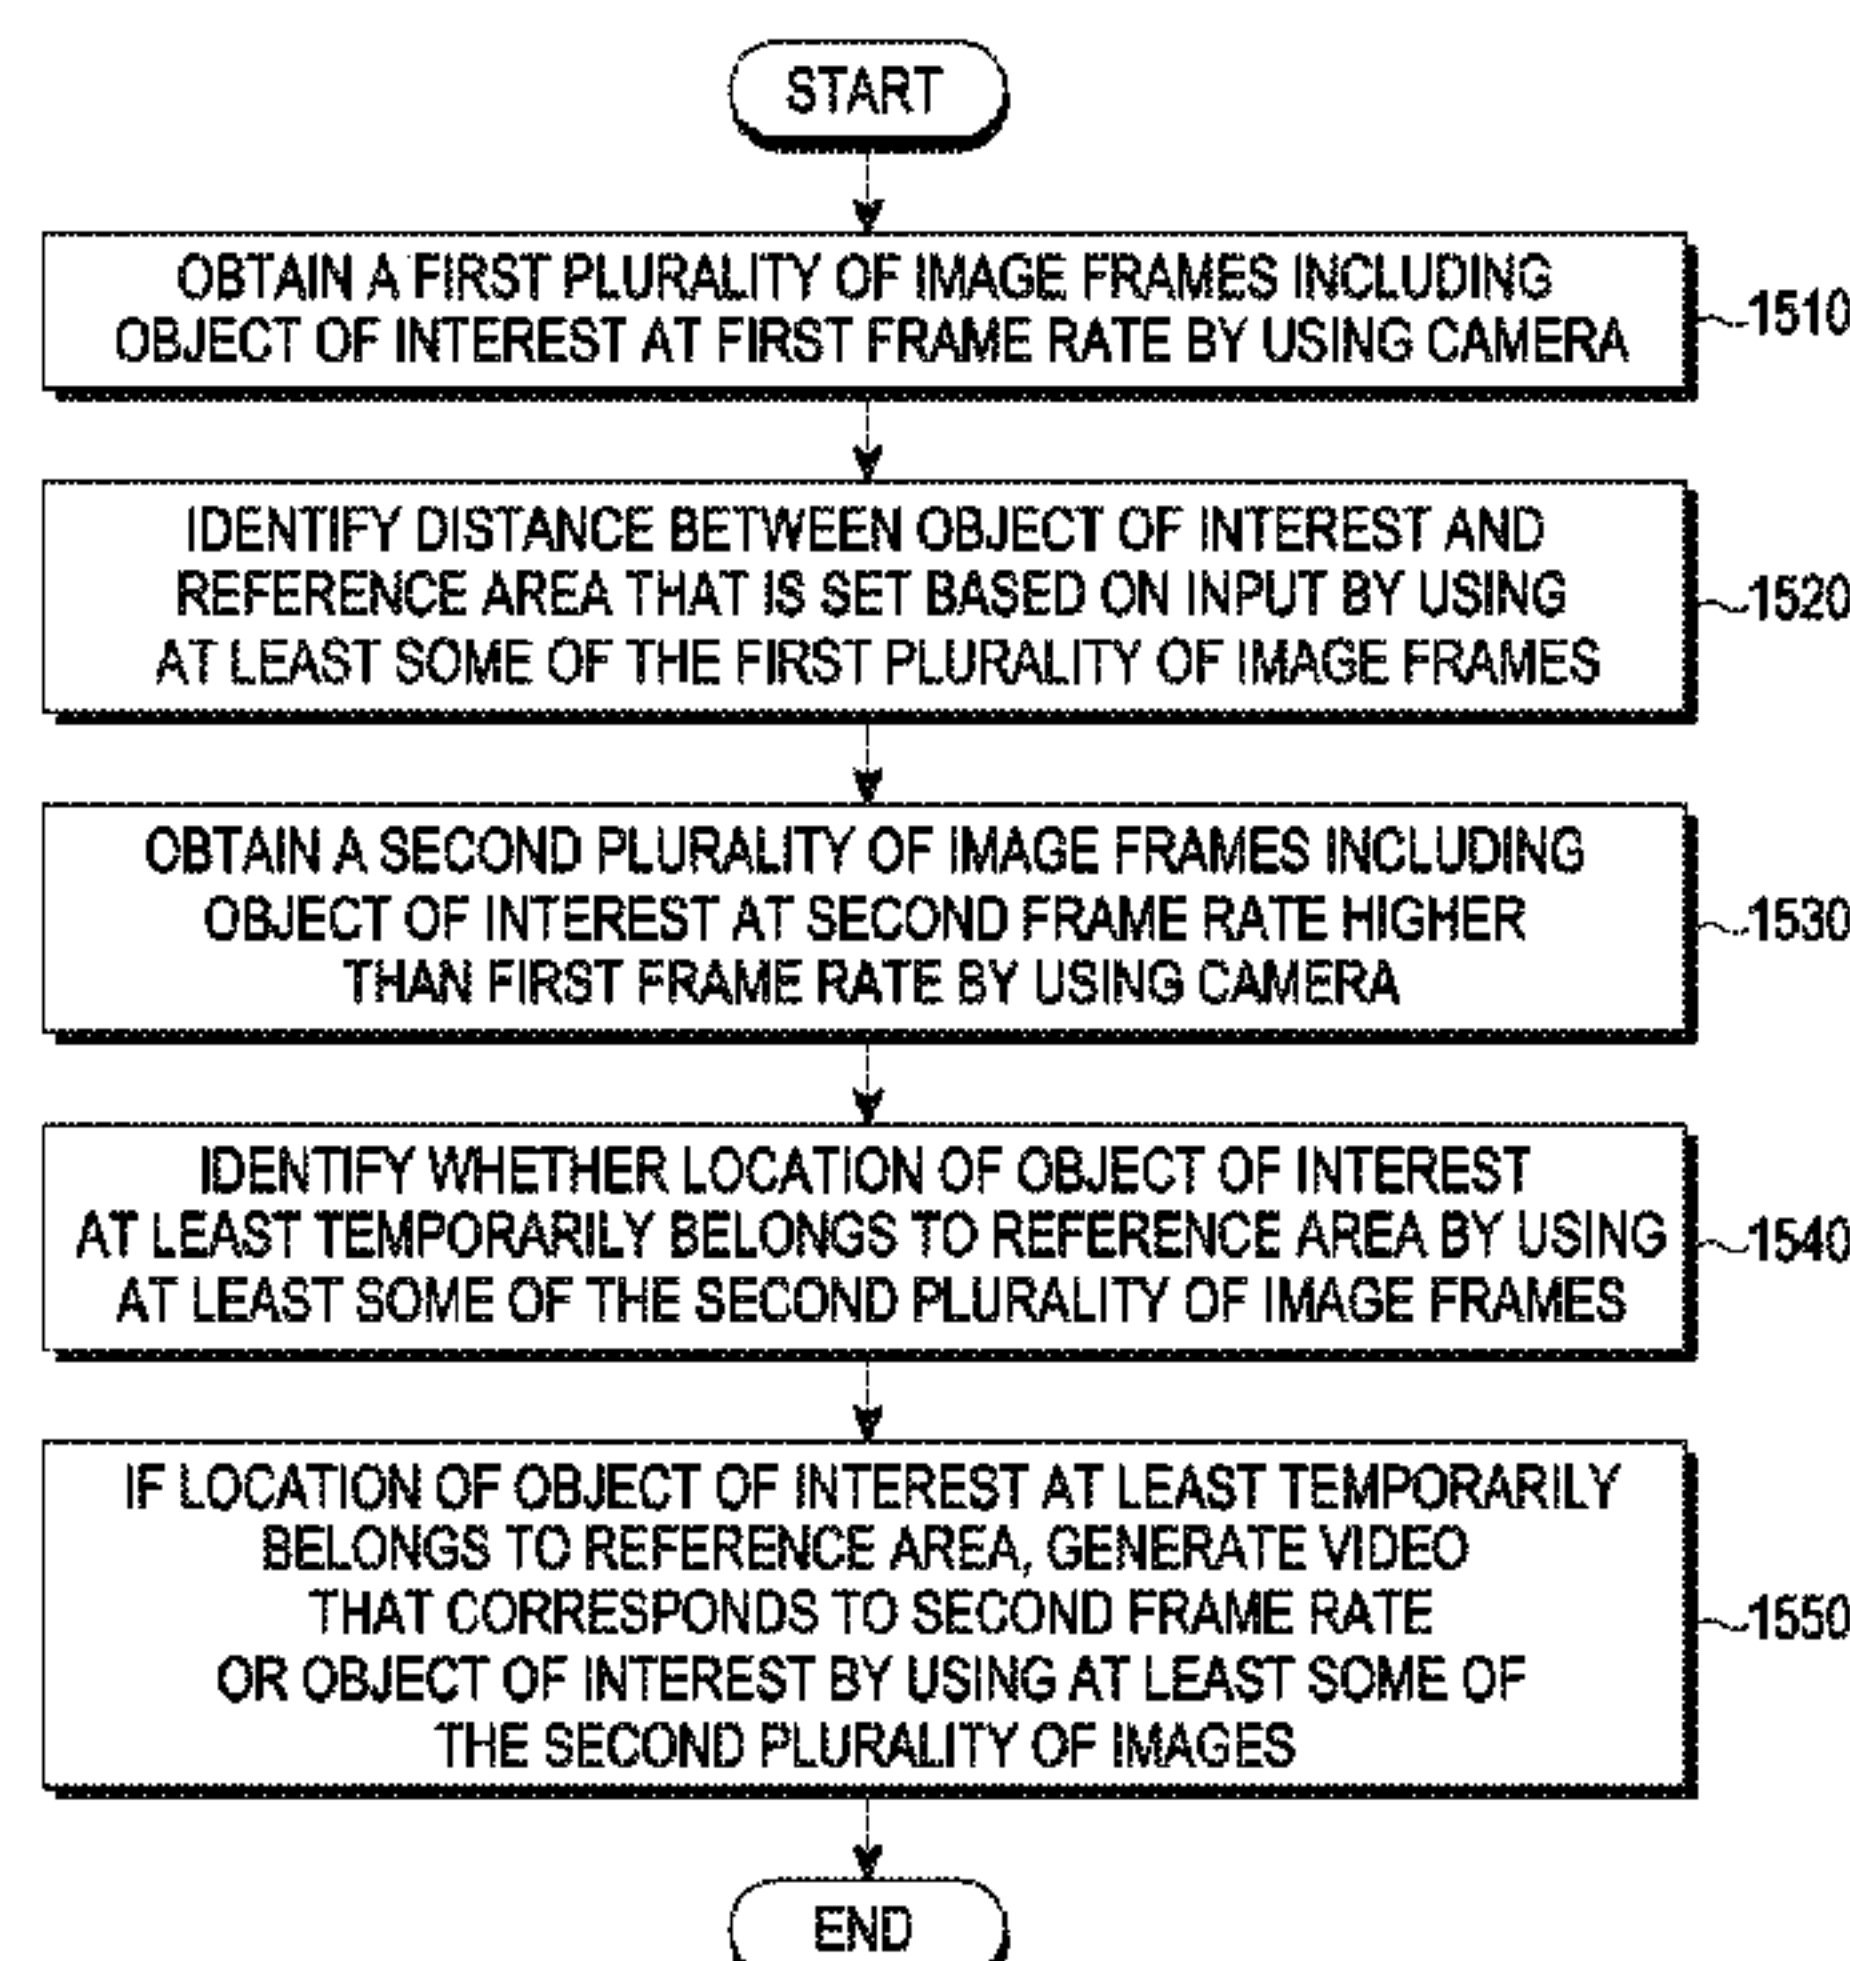 START
OBTAIN A FIRST PLURALITY OF IMAGE FRAMES INCLUDING
OBJECT OF INTEREST AT FIRST FRAME RATE BY USING CAMERA
1510
IDENTIFY DISTANCE BETWEEN OBJECT OF INTEREST AND
REFERENCE AREA THAT IS SET BASED ON INPUT BY USING
AT LEAST SOME OF THE FIRST PLURALITY OF IMAGE FRAMES
1520
OBTAIN A SECOND PLURALITY OF IMAGE FRAMES INCLUDING
OBJECT OF INTEREST AT SECOND FRAME RATE HIGHER
THAN FIRST FRAME RATE BY USING CAMERA
1530
IDENTIFY WHETHER LOCATION OF OBJECT OF INTEREST
AT LEAST TEMPORARILY BELONGS TO REFERENCE AREA BY USING
AT LEAST SOME OF THE SECOND PLURALITY OF IMAGE FRAMES
1540
IF LOCATION OF OBJECT OF INTEREST AT LEAST TEMPORARILY
BELONGS TO REFERENCE AREA, GENERATE VIDEO
THAT CORRESPONDS TO SECOND FRAME RATE
OR OBJECT OF INTEREST BY USING AT LEAST SOME OF
THE SECOND PLURALITY OF IMAGES
1550
END